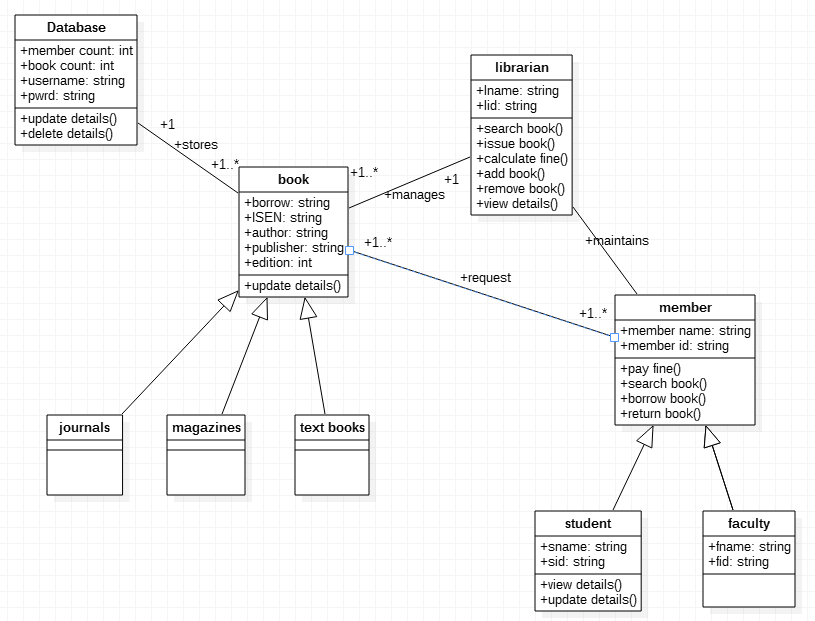 Database
+member count: int
+book count: int
+username: string
+pwrd: string
+update details()
+delete details()
+1
+stores
+1..*
book
+borrow: string
+ISEN: string
+author: string
+publisher: string
+edition: int
+update details()
+1..*
+1
+manages
librarian
+lname: string
+lid: string
+search book()
+issue book()
+calculate fine()
+add book()
+remove book()
+view details()
+maintains
+1..*
+request
+1..*
member
+member name: string
+member id: string
+pay fine()
+search book()
+borrow book()
+return book()
journals
magazines
text books
student
+sname: string
+sid: string
+view details()
+update details()
faculty
+fname: string
+fid: string